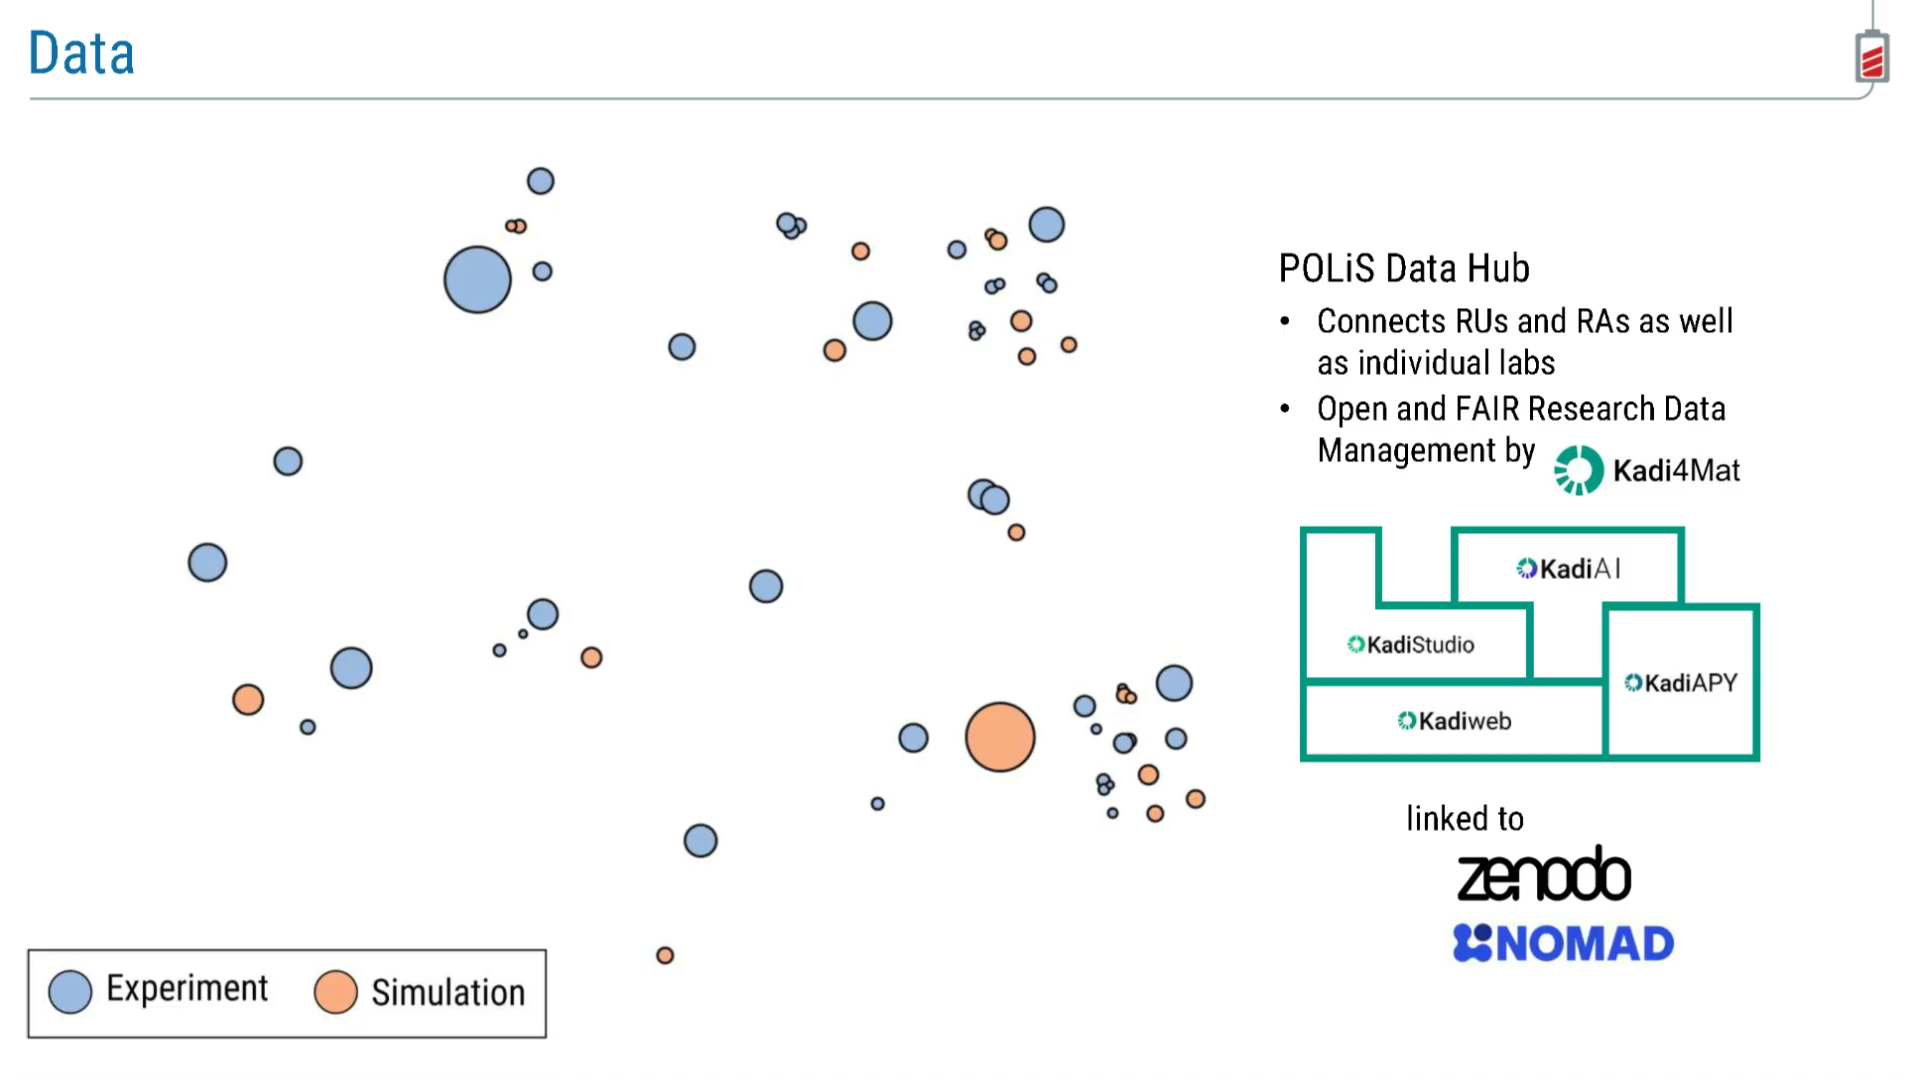 Data
POLiS Data Hub
• Connects RUs and RAs as well
as individual labs
• Open and FAIR Research Data
Management by
Kadi4Mat
KadiAI
KadiStudio
KadiAPY
Kadiweb
linked to
zenodo
NOMAD
Experiment
Simulation